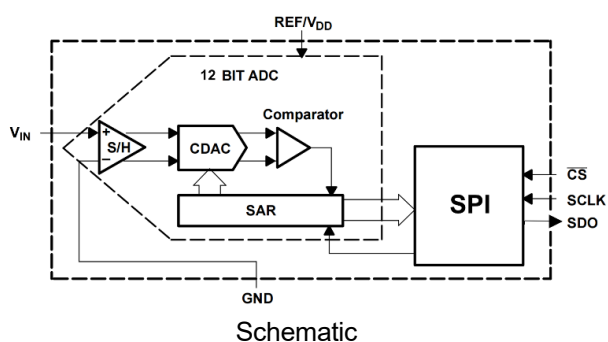 REF/VDD
12 BIT ADC
Comparator
VIN
+
S/H
−
CDAC
SAR
SPI
CS
SCLK
SDO
GND
Schematic